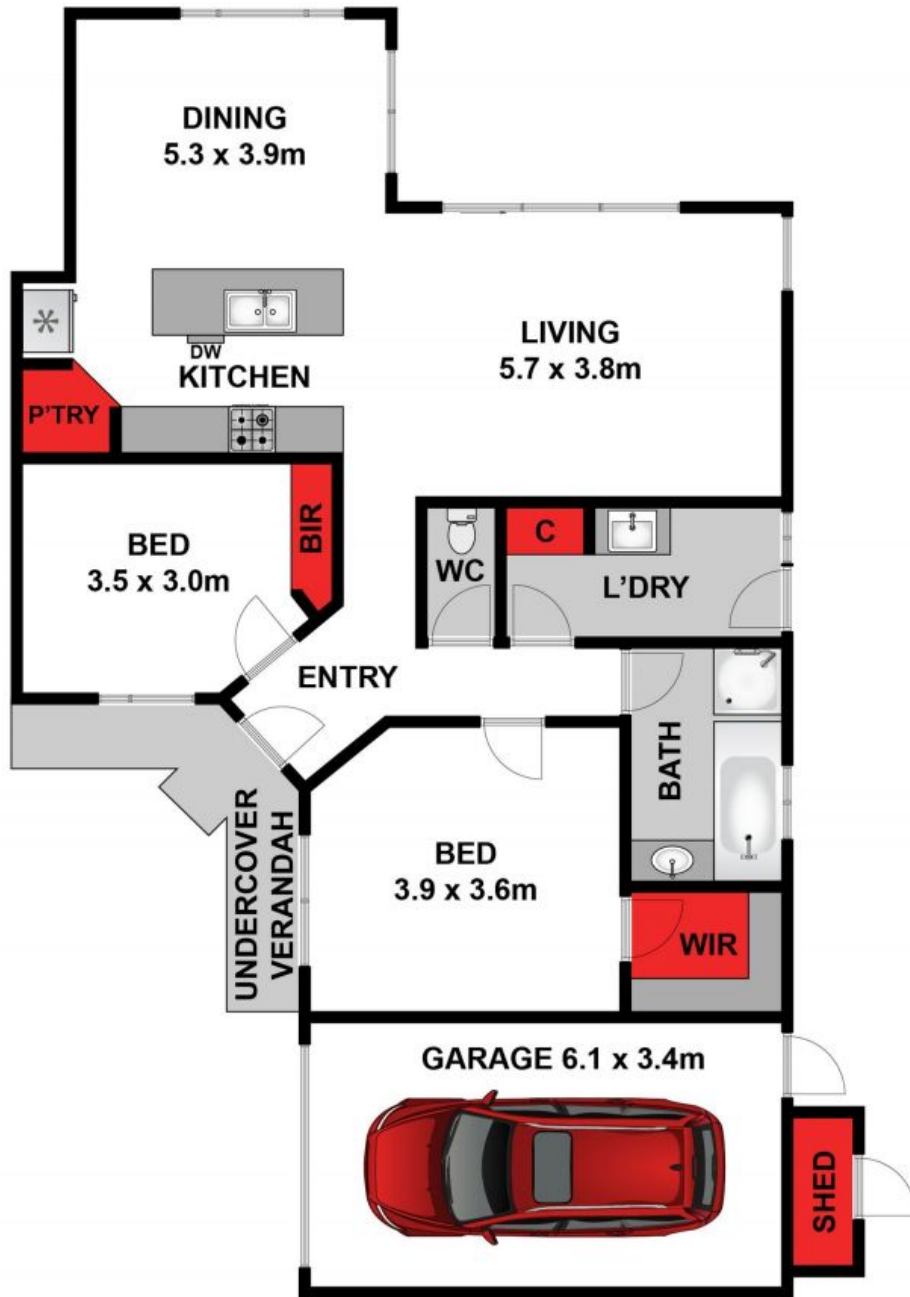 DINING
5.3 x 3.9m
LIVING
5.7 x 3.8m
DW
KITCHEN
P'TRY
BED
3.5 x 3.0m
BIR
WC
C
L'DRY
ENTRY
BATH
UNDERCOVER
VERANDAH
BED
3.9 x 3.6m
WIR
GARAGE 6.1 x 3.4m
SHED